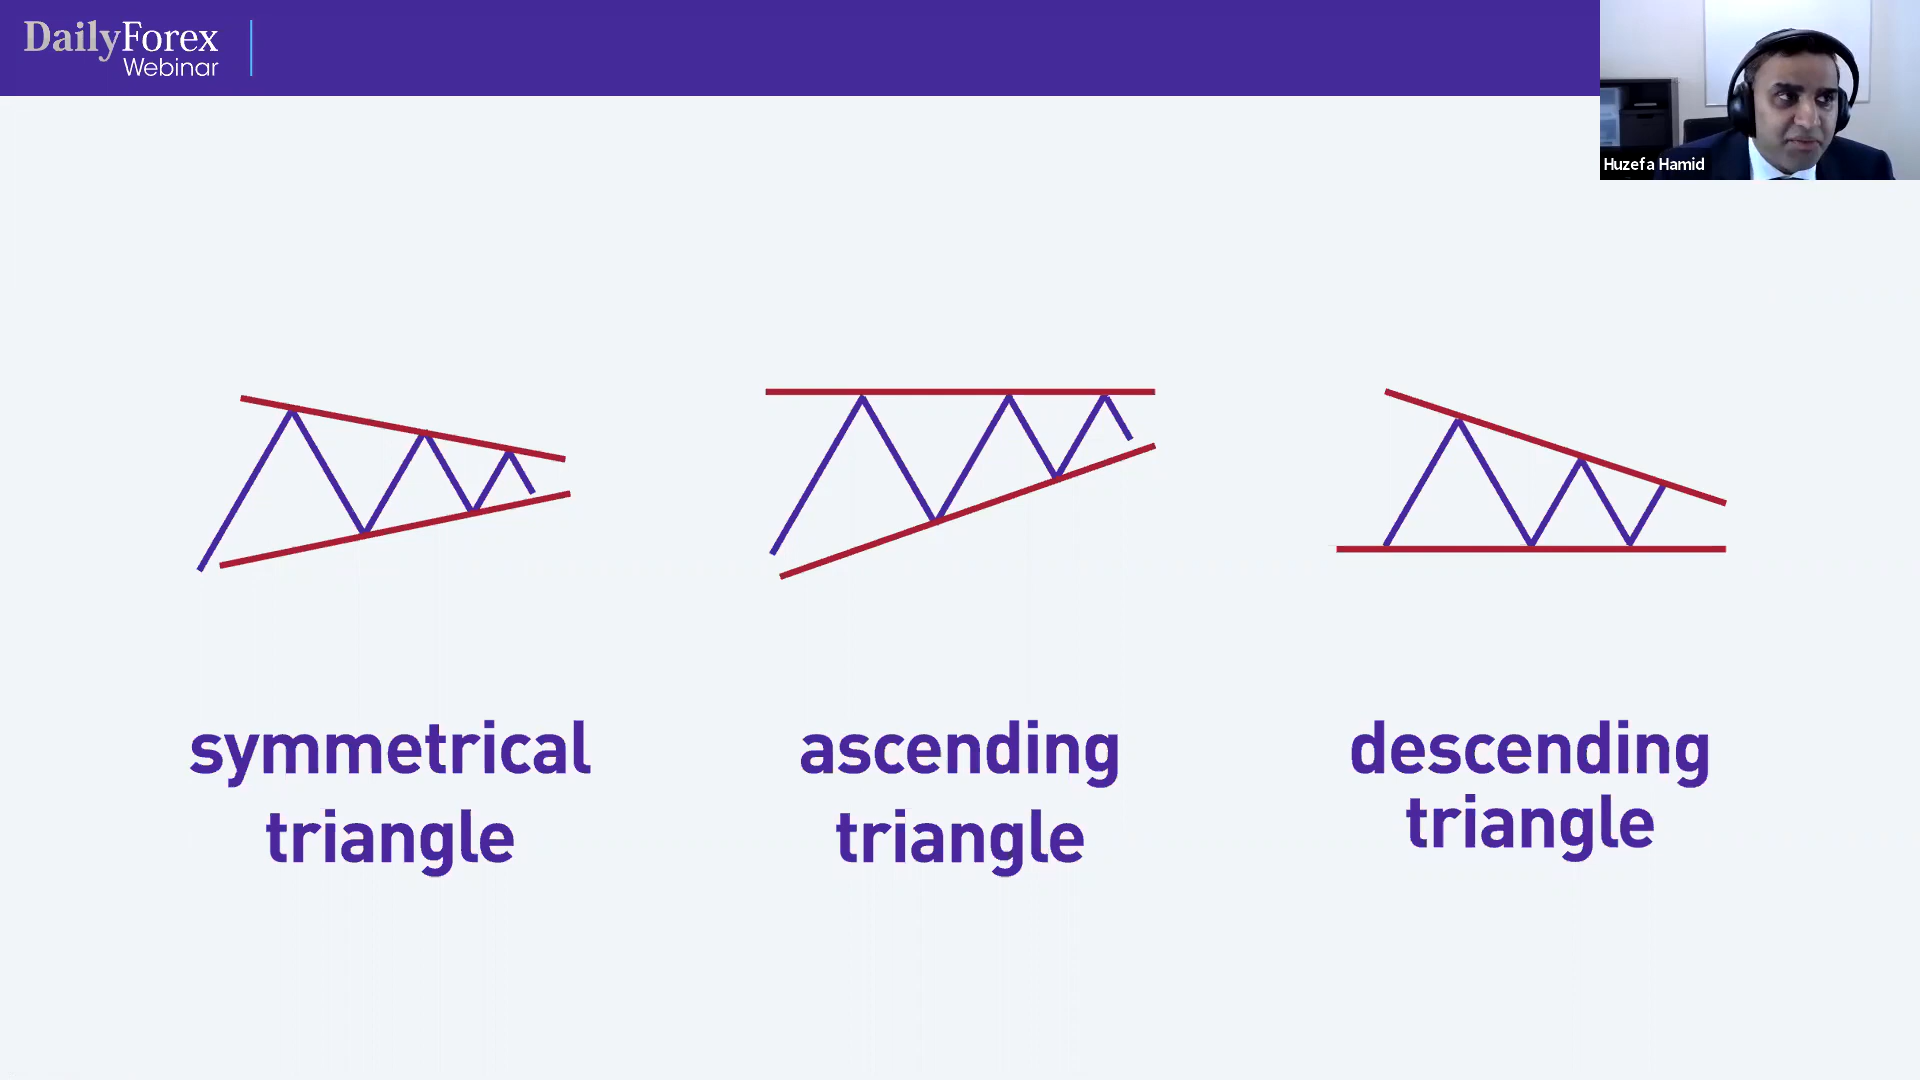 DailyForex
Webinar
Huzefa Hamid
symmetrical
triangle
ascending
triangle
descending
triangle